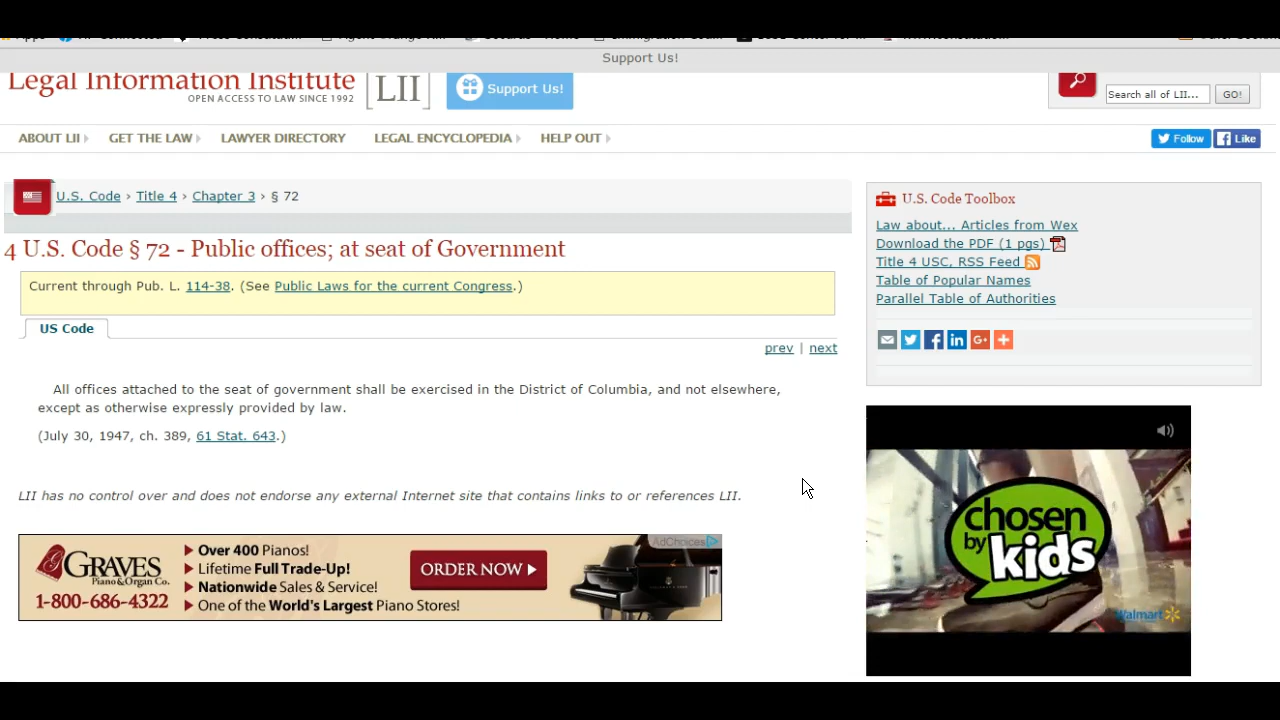 Support Us!
Legal Information Institute
OPEN ACCESS TO LAW SINCE 1992
LII
Support Us!
Search all of LII...
GO!
ABOUT LII GET THE LAW LAWYER DIRECTORY LEGAL ENCYCLOPEDIA HELP OUT
Follow Like
U.S. Code › Title 4 › Chapter 3 › § 72
4 U.S. Code § 72 - Public offices; at seat of Government
Current through Pub. L. 114-38. (See Public Laws for the current Congress.)
US Code
prev | next
All offices attached to the seat of government shall be exercised in the District of Columbia, and not elsewhere,
except as otherwise expressly provided by law.
(July 30, 1947, ch. 389, 61 Stat. 643.)
LII has no control over and does not endorse any external Internet site that contains links to or references LII.
GRAVES
Piano & Organ Co.
1-800-686-4322
Over 400 Pianos!
Lifetime Full Trade-Up!
Nationwide Sales & Service!
One of the World's Largest Piano Stores!
ORDER NOW
AdChoices
U.S. Code Toolbox
Law about... Articles from Wex
Download the PDF (1 pgs)
Title 4 USC, RSS Feed
Table of Popular Names
Parallel Table of Authorities
chosen
by kids
Walmart